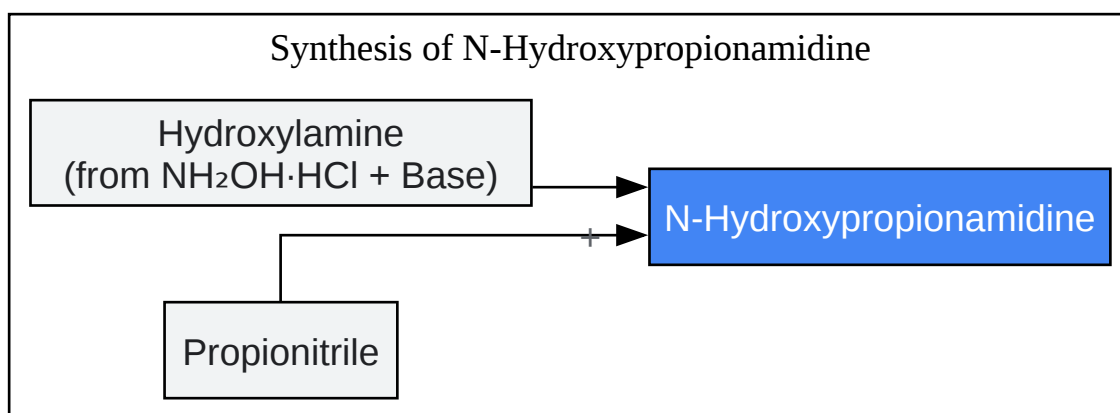 Synthesis of N-Hydroxypropionamidine
Hydroxylamine
(from NH₂OH·HCl + Base)
N-Hydroxypropionamidine
+
Propionitrile